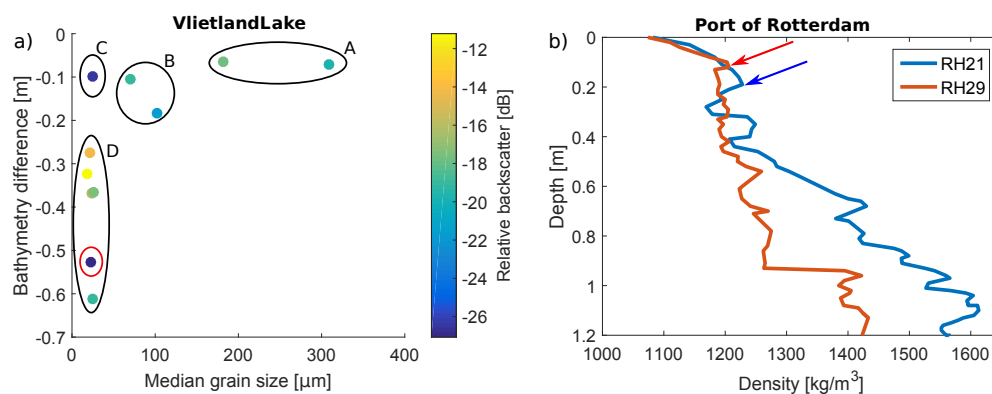 VlietlandLake
a)
0
-0.1
-0.2
-0.3
-0.4
-0.5
-0.6
-0.7
Bathymetry difference [m]
C
B
A
D
0 100 200 300 400
Median grain size [μm]
-12
-14
-16
-18
-20
-22
-24
-26
Relative backscatter [dB]
Port of Rotterdam
b)
0
0.2
0.4
0.6
0.8
1
1.2
Depth [m]
RH21
RH29
1000 1100 1200 1300 1400 1500 1600
Density [kg/m³]